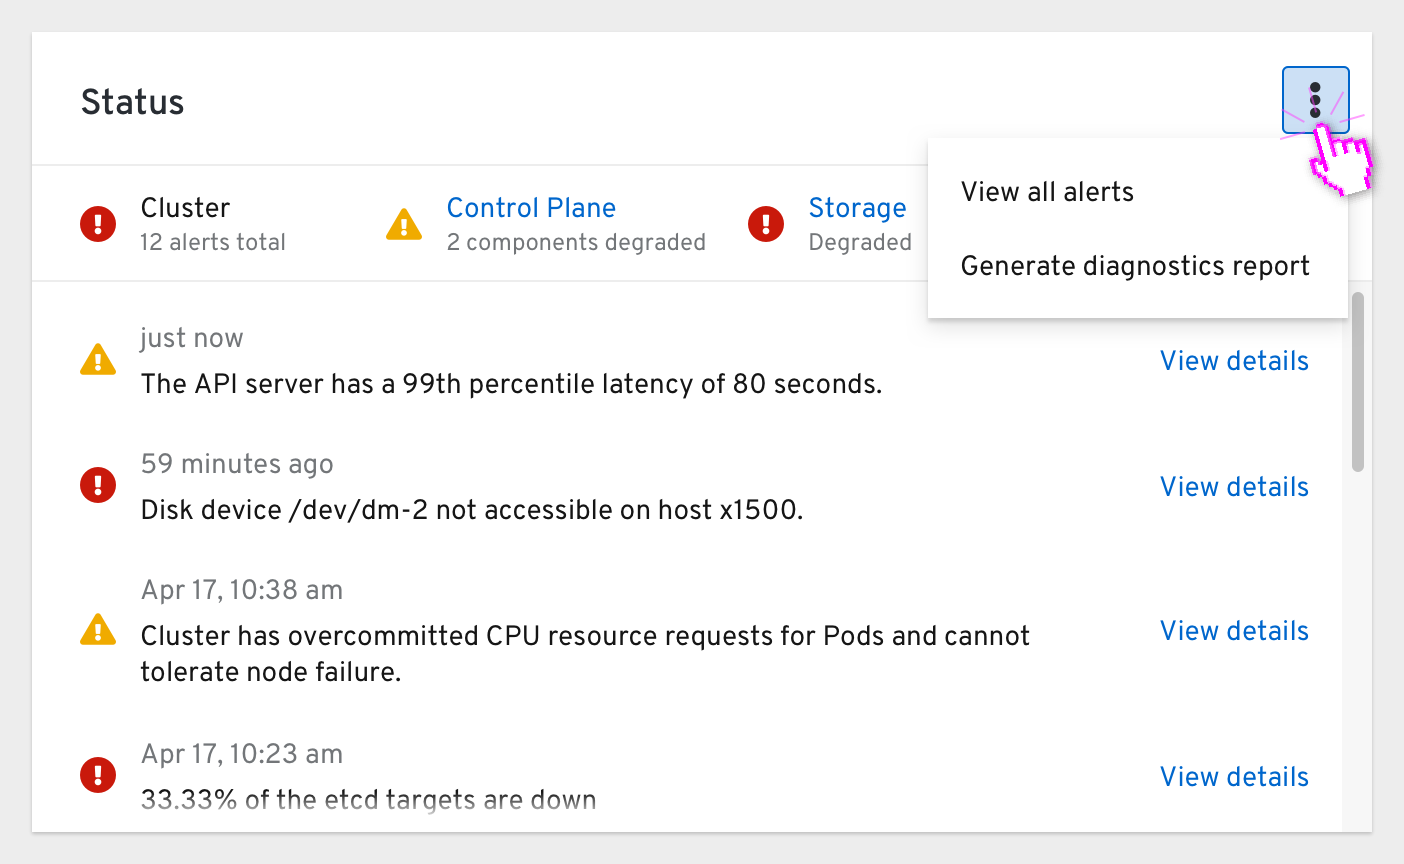 Status
Cluster
12 alerts total
Control Plane
2 components degraded
Storage
Degraded
View all alerts
Generate diagnostics report
just now
The API server has a 99th percentile latency of 80 seconds.
View details
59 minutes ago
Disk device /dev/dm-2 not accessible on host x1500.
View details
Apr 17, 10:38 am
Cluster has overcommitted CPU resource requests for Pods and cannot
tolerate node failure.
View details
Apr 17, 10:23 am
33.33% of the etcd targets are down
View details